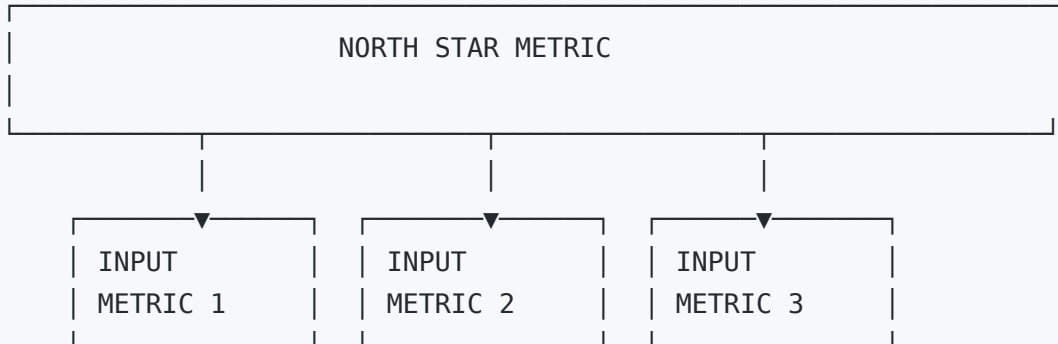 NORTH STAR METRIC
INPUT INPUT INPUT
METRIC 1 METRIC 2 METRIC 3